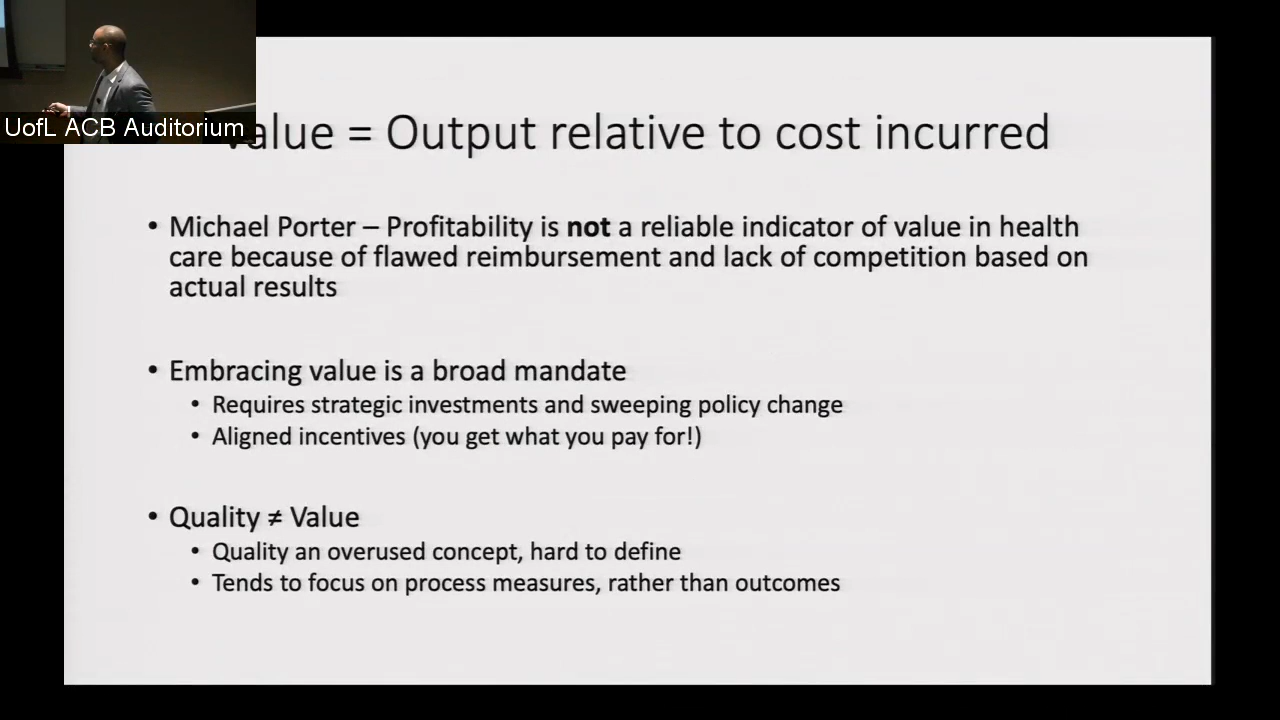 UofL ACB Auditorium
Value = Output relative to cost incurred
• Michael Porter – Profitability is not a reliable indicator of value in health
care because of flawed reimbursement and lack of competition based on
actual results
• Embracing value is a broad mandate
• Requires strategic investments and sweeping policy change
• Aligned incentives (you get what you pay for!)
• Quality ≠ Value
• Quality an overused concept, hard to define
• Tends to focus on process measures, rather than outcomes